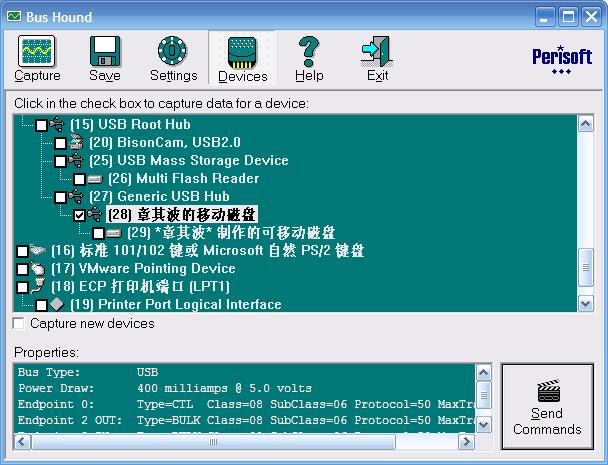 Bus Hound
Capture
Save
Settings
Devices
Help
Exit
Perisoft
Click in the check box to capture data for a device:
(15) USB Root Hub
(20) BisonCam, USB2.0
(25) USB Mass Storage Device
(26) Multi Flash Reader
(27) Generic USB Hub
(28) 章其波的移动磁盘
(29) *章其波* 制作的可移动磁盘
(16) 标准 101/102 键或 Microsoft 自然 PS/2 键盘
(17) VMware Pointing Device
(18) ECP 打印机端口 (LPT1)
(19) Printer Port Logical Interface
Capture new devices
Properties:
Bus Type: USB
Power Draw: 400 milliamps @ 5.0 volts
Endpoint 0: Type=CTL Class=08 SubClass=06 Protocol=50 MaxTra
Endpoint 2 OUT: Type=BULK Class=08 SubClass=06 Protocol=50 MaxTra
Send
Commands